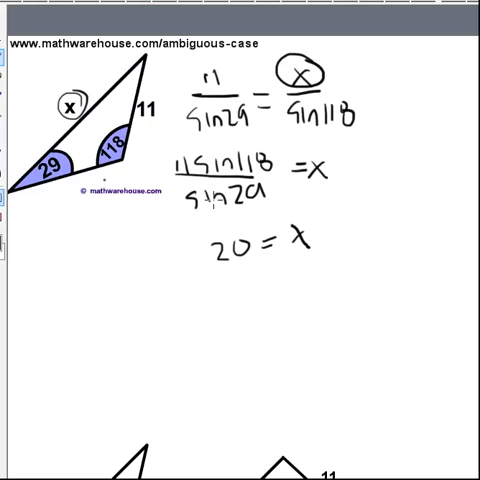 www.mathwarehouse.com/ambiguous-case
x
11
29
118
© mathwarehouse.com
11 = x
sin29 sin118
11sin118 = x
sin29
20 = x
11